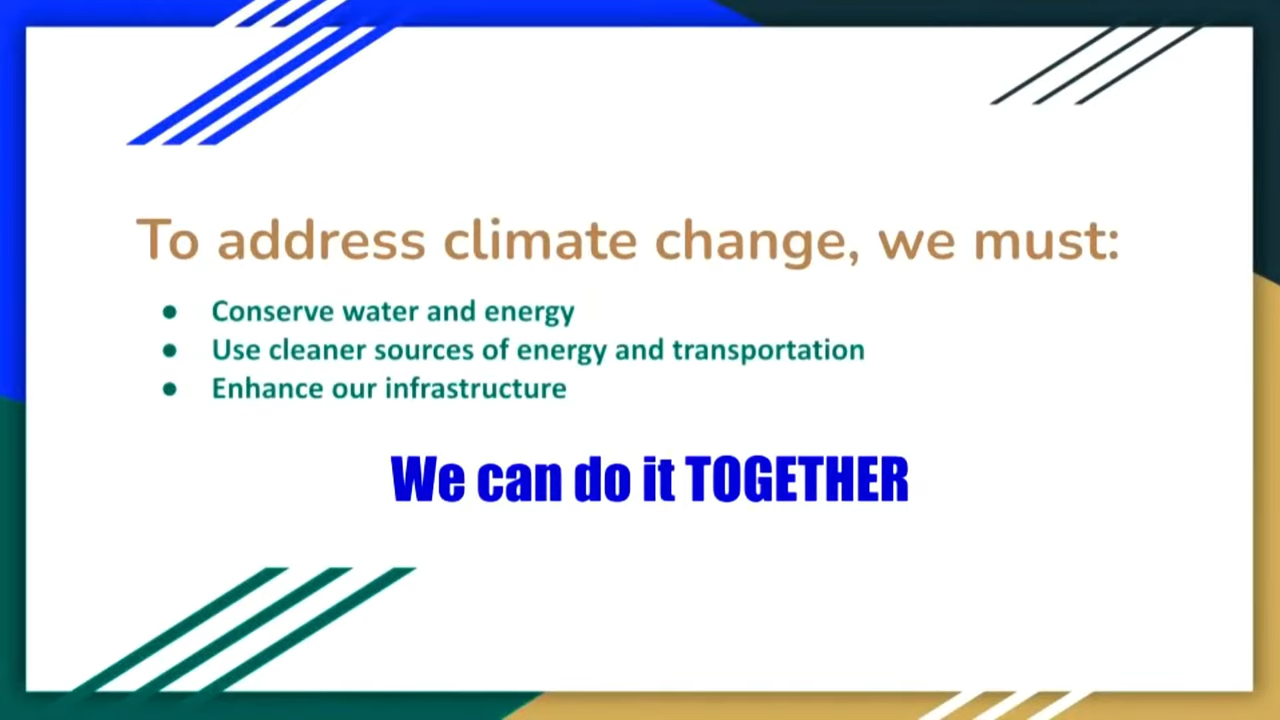 To address climate change, we must:
● Conserve water and energy
● Use cleaner sources of energy and transportation
● Enhance our infrastructure
We can do it TOGETHER